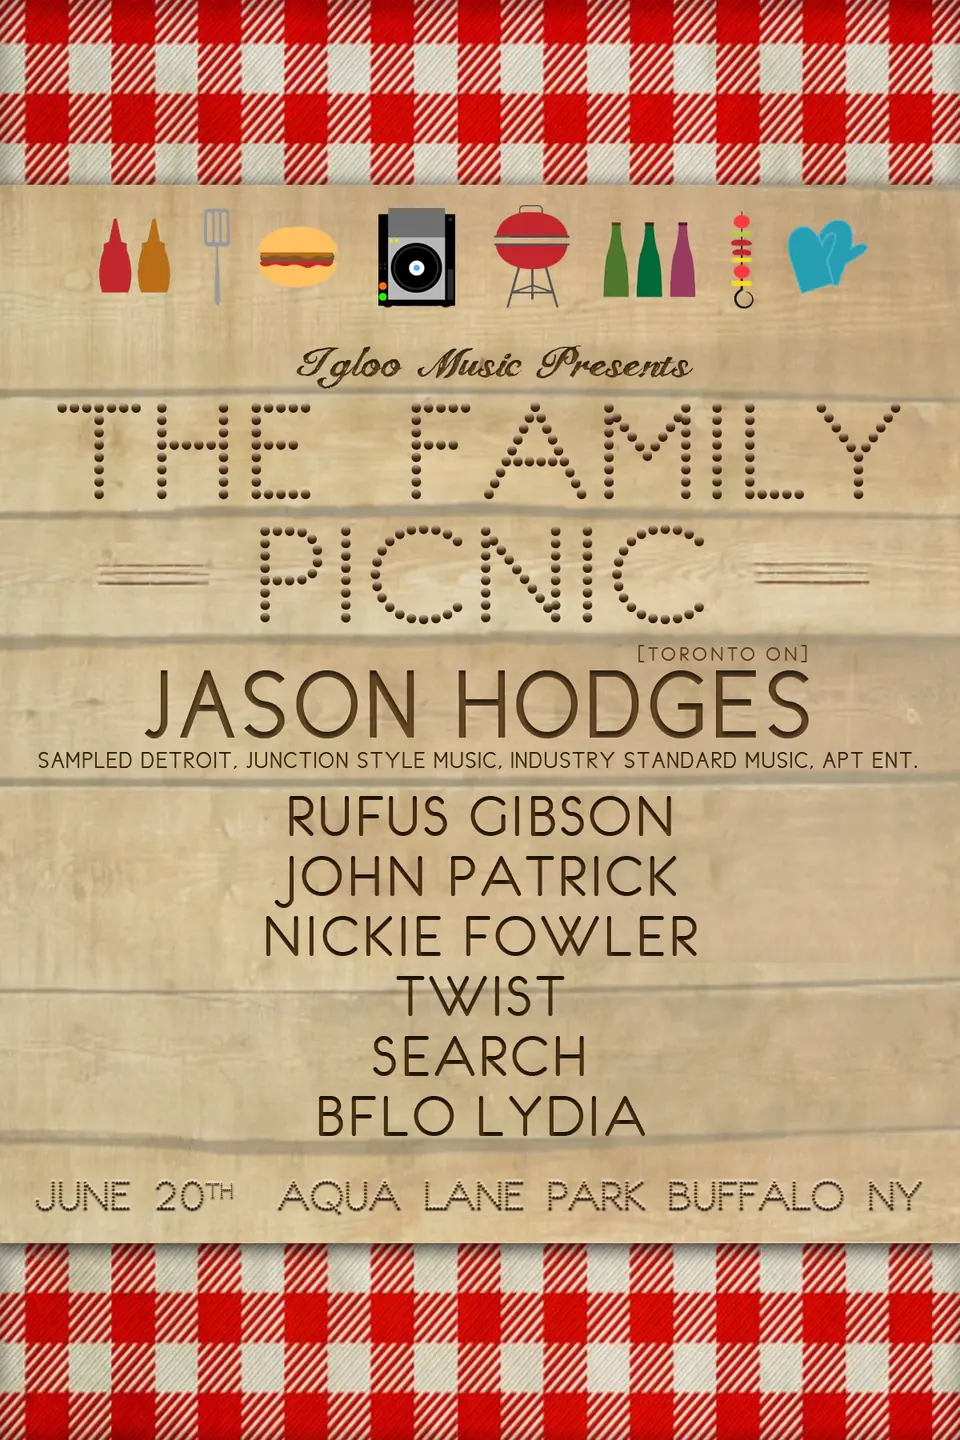 Igloo Music Presents
THE FAMILY
PICNIC
[TORONTO ON]
JASON HODGES
SAMPLED DETROIT, JUNCTION STYLE MUSIC, INDUSTRY STANDARD MUSIC, APT ENT.
RUFUS GIBSON
JOHN PATRICK
NICKIE FOWLER
TWIST
SEARCH
BFLO LYDIA
JUNE 20TH AQUA LANE PARK BUFFALO NY